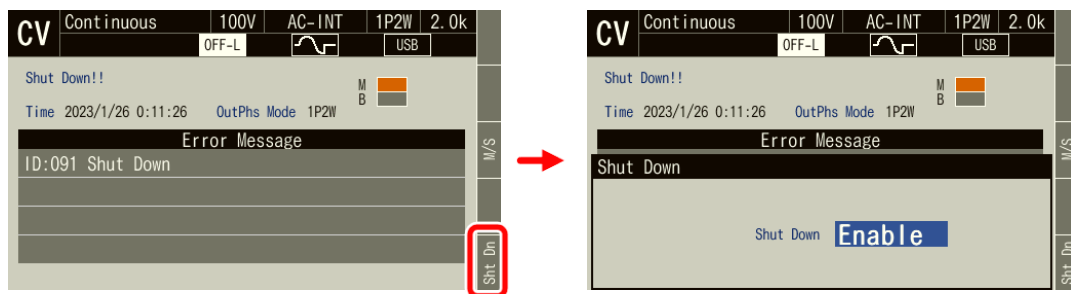 CV Continuous 100V AC-INT 1P2W 2.0k
OFF-L USB
Shut Down!!
M
B
Time 2023/1/26 0:11:26 OutPhs Mode 1P2W
Error Message
ID:091 Shut Down
M/S
Sht Dn
CV Continuous 100V AC-INT 1P2W 2.0k
OFF-L USB
Shut Down!!
M
B
Time 2023/1/26 0:11:26 OutPhs Mode 1P2W
Error Message
M/S
Shut Down
Shut Down Enable
Sht Dn